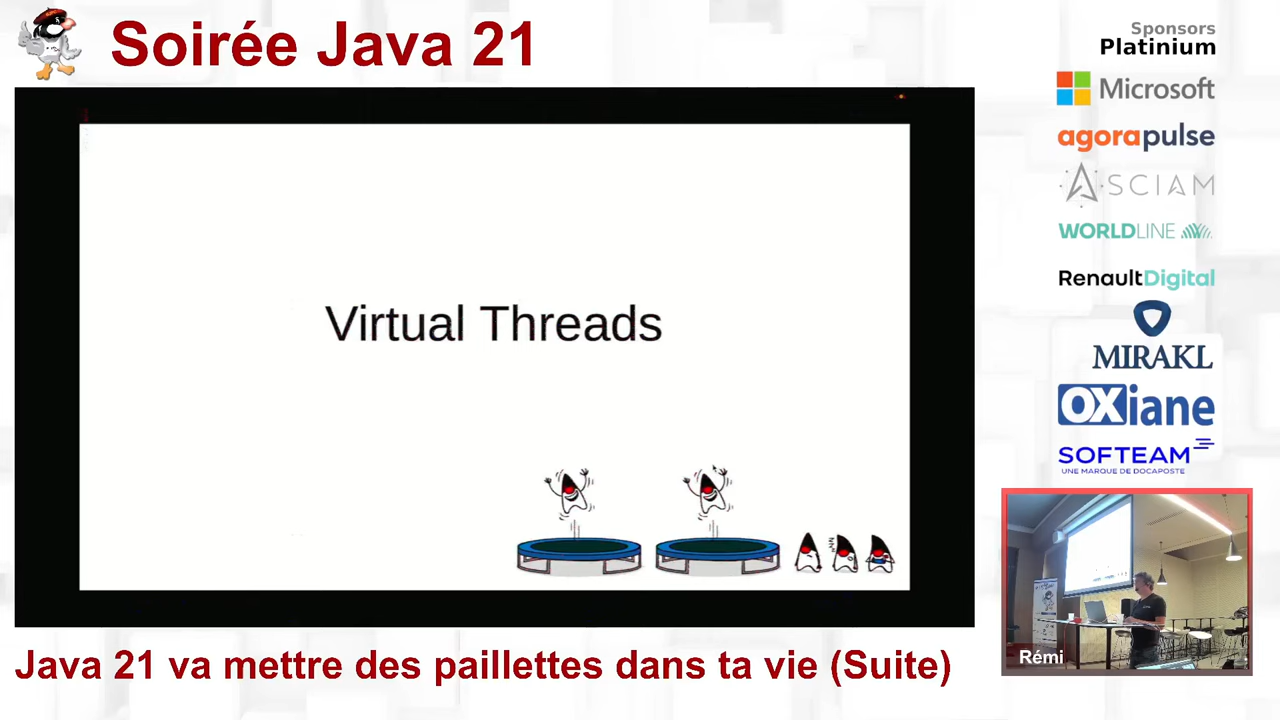 Soirée Java 21
Virtual Threads
Java 21 va mettre des paillettes dans ta vie (Suite)
Sponsors
Platinium
Microsoft
agorapulse
ASCIAM
WORLDLINE
RenaultDigital
MIRAKL
OXiane
SOFTEAM
UNE MARQUE DE DOCAPOSTE
Rémi